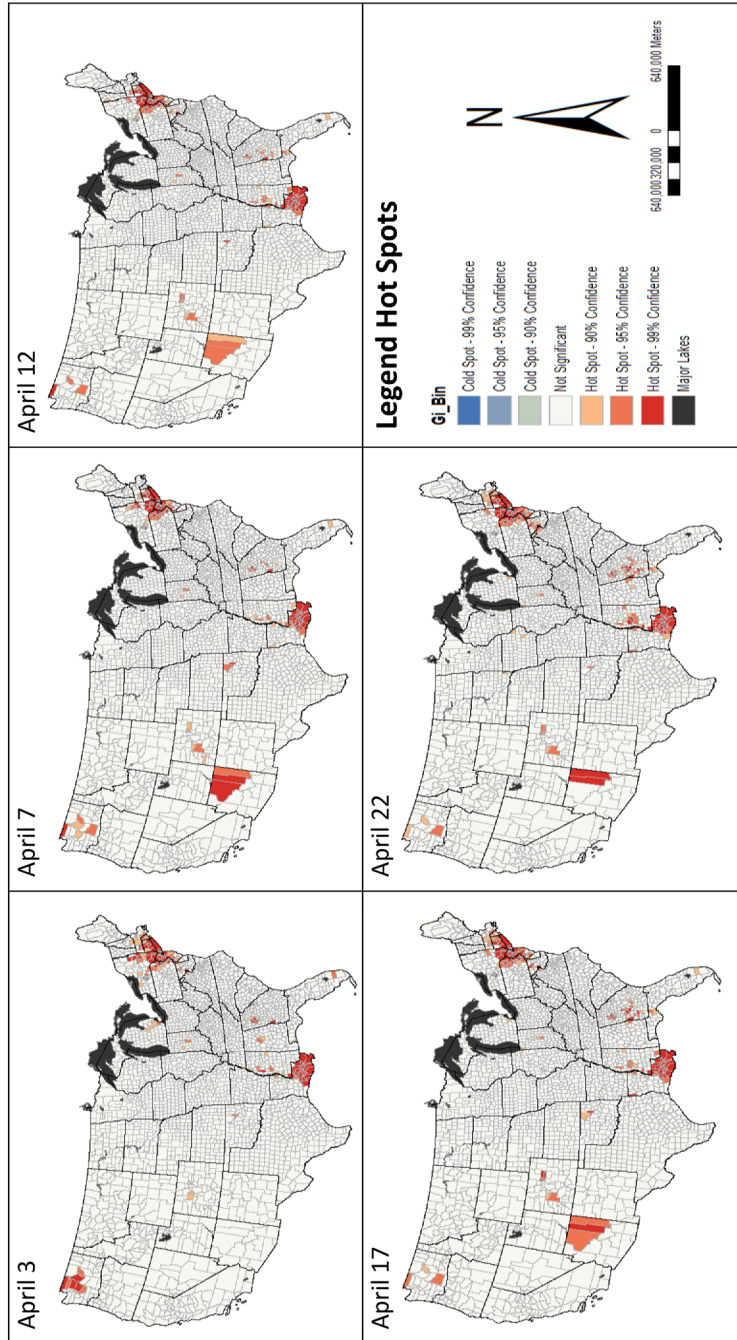 April 3
April 7
April 12
April 17
April 22
Legend Hot Spots
Gi_Bin
Cold Spot - 99% Confidence
Cold Spot - 95% Confidence
Cold Spot - 90% Confidence
Not Significant
Hot Spot - 90% Confidence
Hot Spot - 95% Confidence
Hot Spot - 99% Confidence
Major Lakes
N
640,000 320,000 0 640,000 Meters